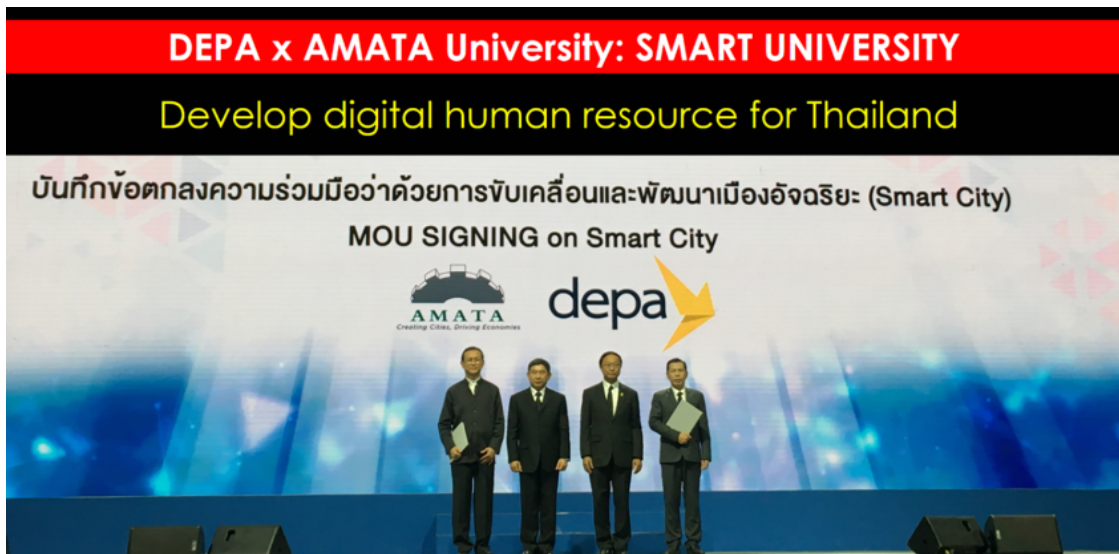 DEPA x AMATA University: SMART UNIVERSITY
Develop digital human resource for Thailand
บันทึกข้อตกลงความร่วมมือว่าด้วยการขับเคลื่อนและพัฒนาเมืองอัจฉริยะ (Smart City)
MOU SIGNING on Smart City
AMATA
Creating Cities, Driving Economies
depa